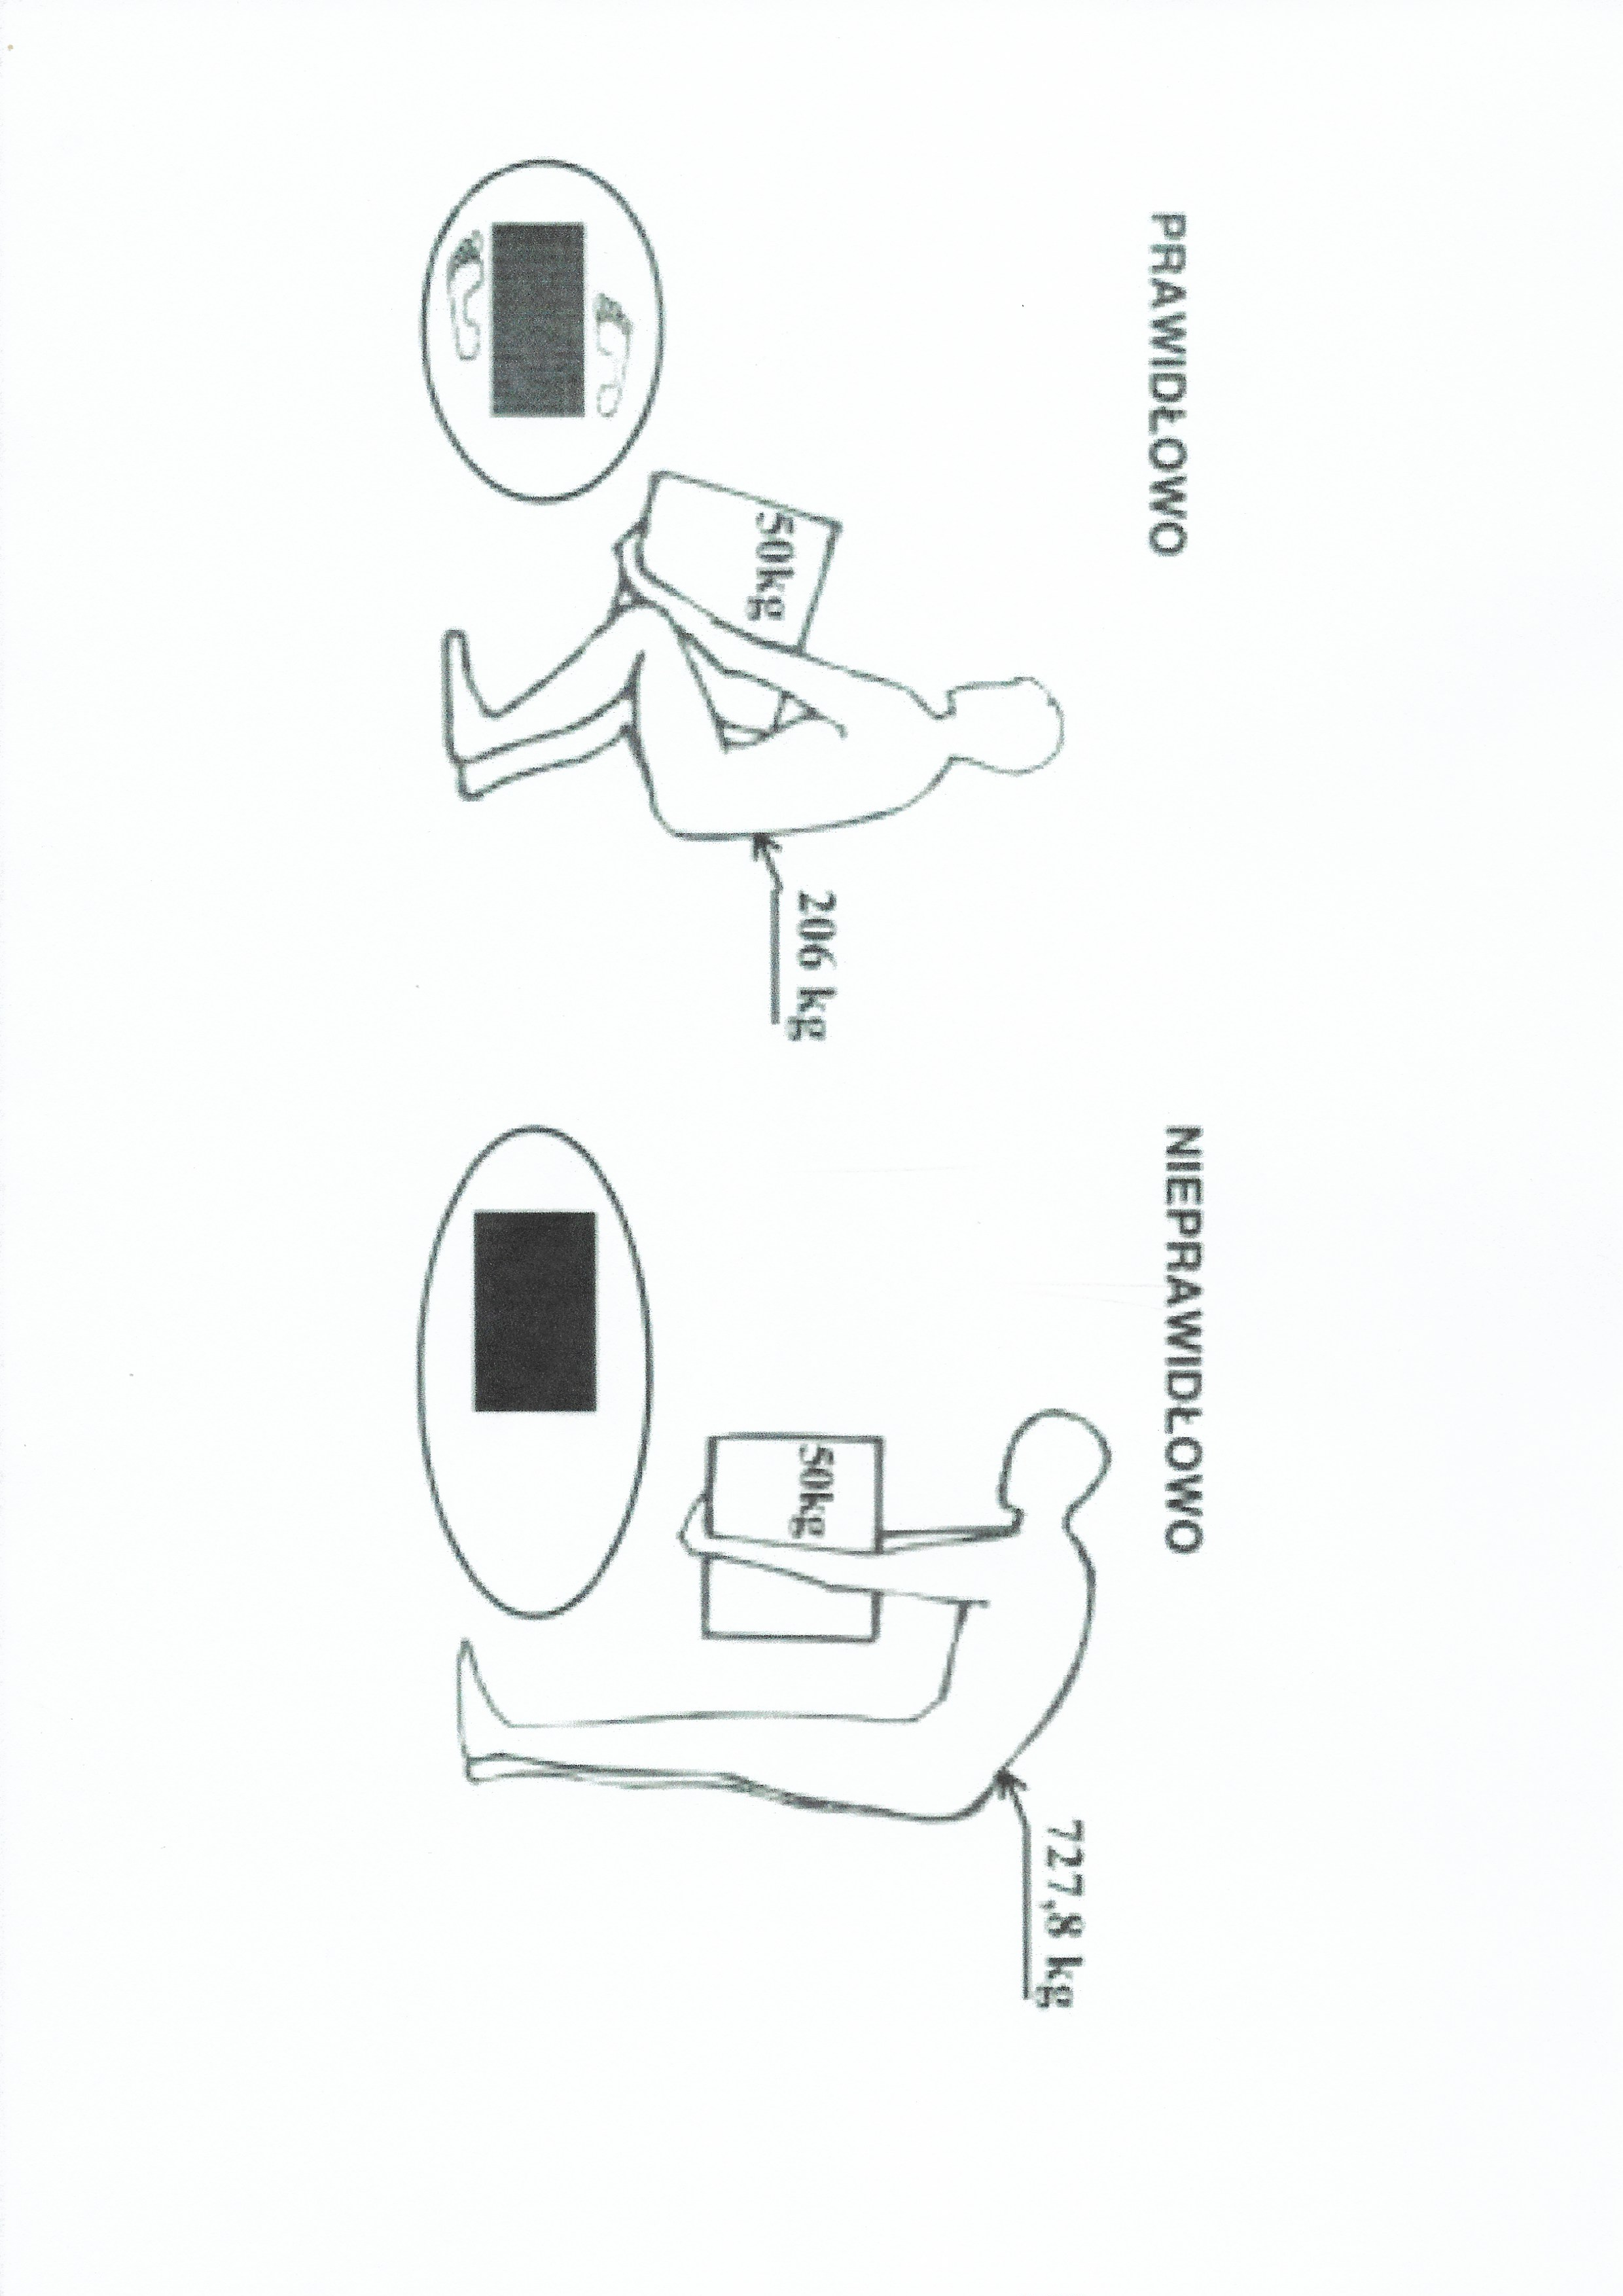 PRAWIDŁOWO
50kg
206 kg
NIEPRAWIDŁOWO
50kg
727,8 kg